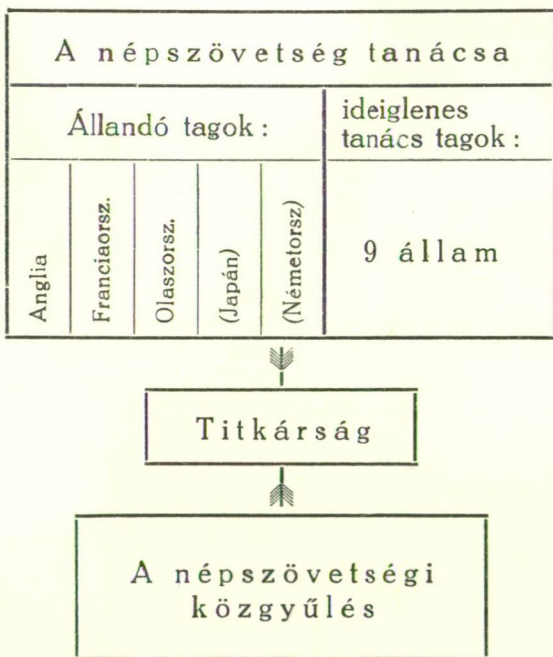 A népszövetség tanácsa
Állandó tagok :
ideiglenes
tanács tagok :
Anglia
Franciaorsz.
Olaszorsz.
(Japán)
(Németorsz)
9 állam
Titkárság
A népszövetségi
közgyűlés